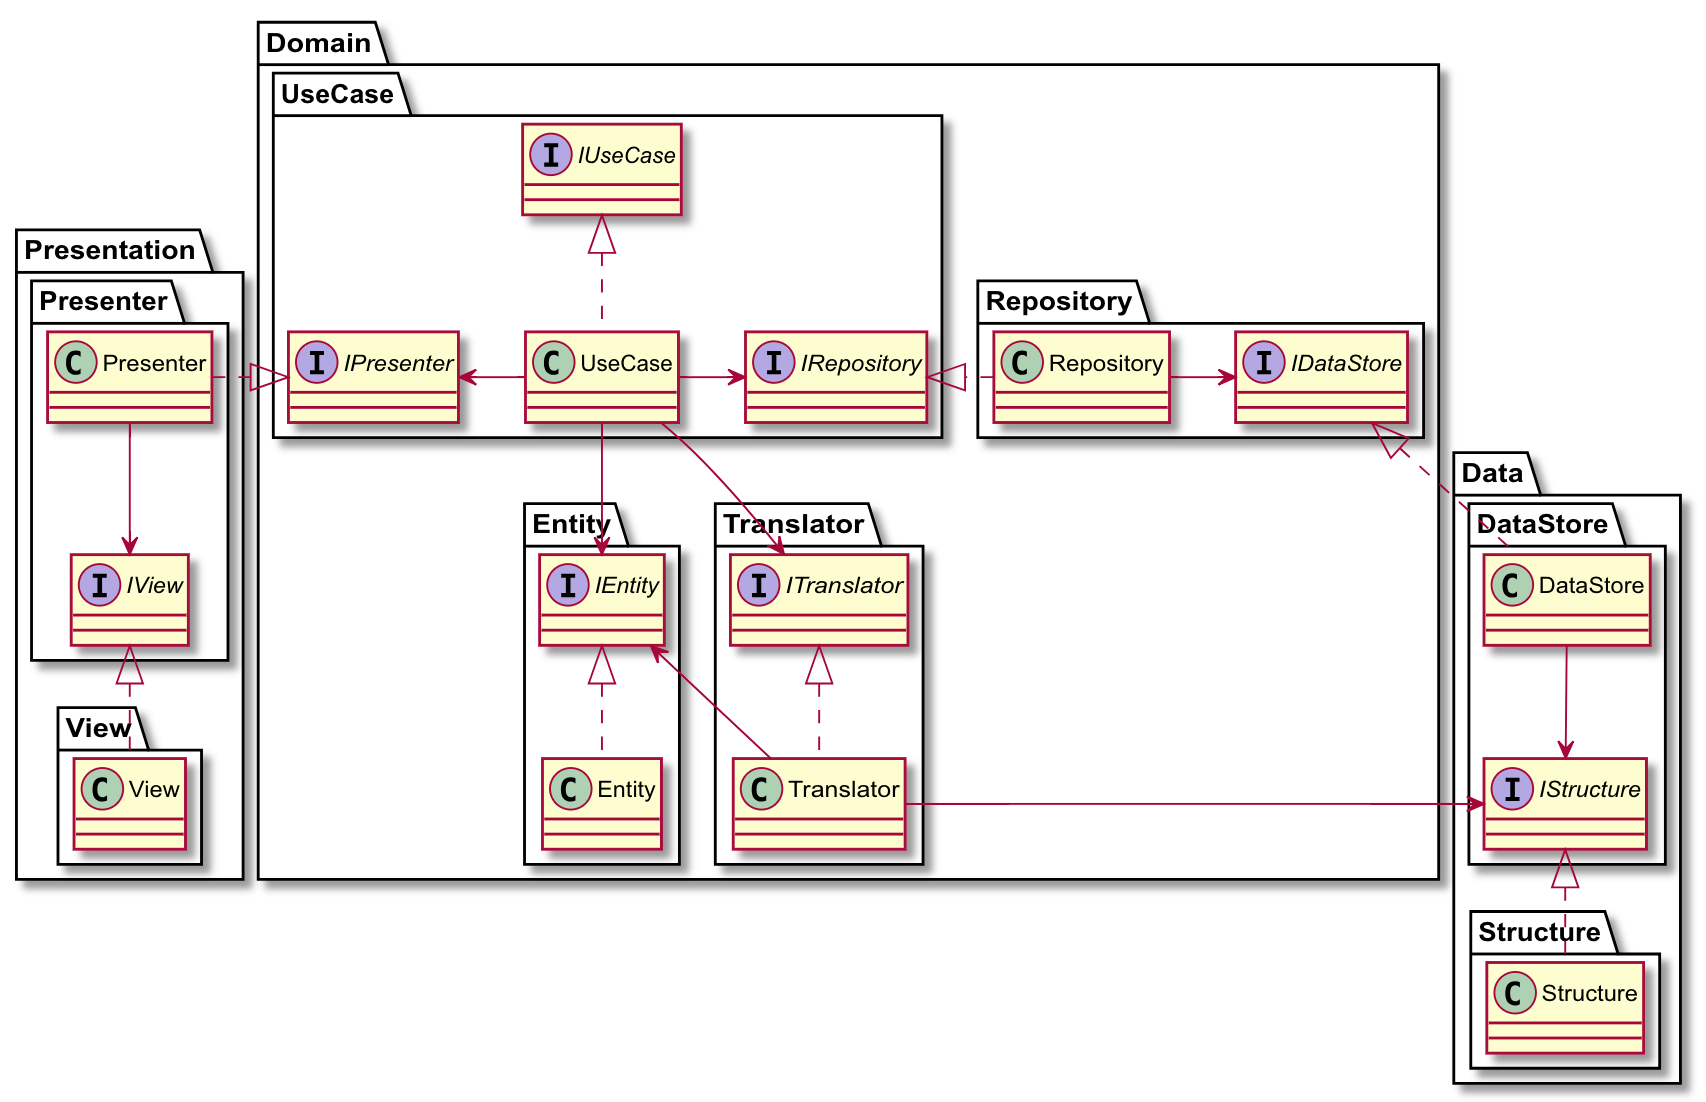 Domain
UseCase
I IUseCase
Presentation
Presenter
Repository
C Presenter
I IPresenter
C UseCase
I IRepository
C Repository
I IDataStore
Data
Entity
Translator
DataStore
I IView
I IEntity
I ITranslator
C DataStore
View
C View
C Entity
C Translator
I IStructure
Structure
C Structure